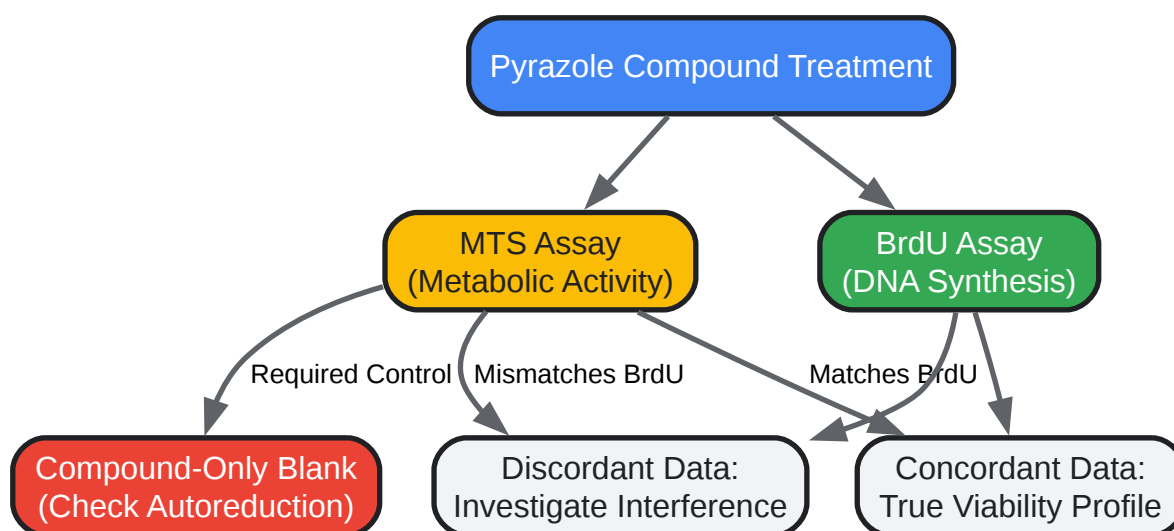 Pyrazole Compound Treatment
MTS Assay
(Metabolic Activity)
BrdU Assay
(DNA Synthesis)
Required Control
Mismatches BrdU
Matches BrdU
Compound-Only Blank
(Check Autoreduction)
Discordant Data:
Investigate Interference
Concordant Data:
True Viability Profile